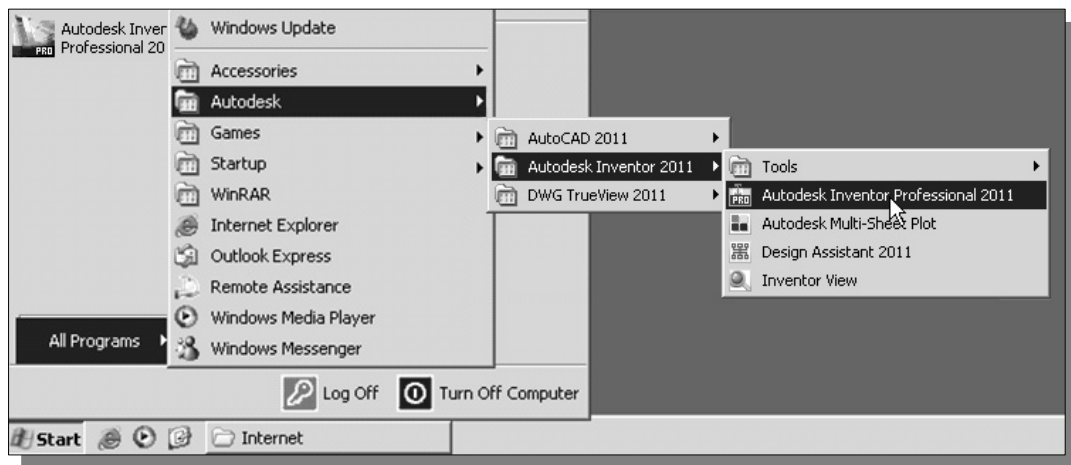 Autodesk Inver
Professional 20
PRO
Windows Update
Accessories
Autodesk
Games
Startup
WinRAR
Internet Explorer
Outlook Express
Remote Assistance
Windows Media Player
Windows Messenger
AutoCAD 2011
Autodesk Inventor 2011
DWG TrueView 2011
Tools
PRO
Autodesk Inventor Professional 2011
Autodesk Multi-Sheet Plot
Design Assistant 2011
Inventor View
All Programs
Log Off
Turn Off Computer
Start
Internet